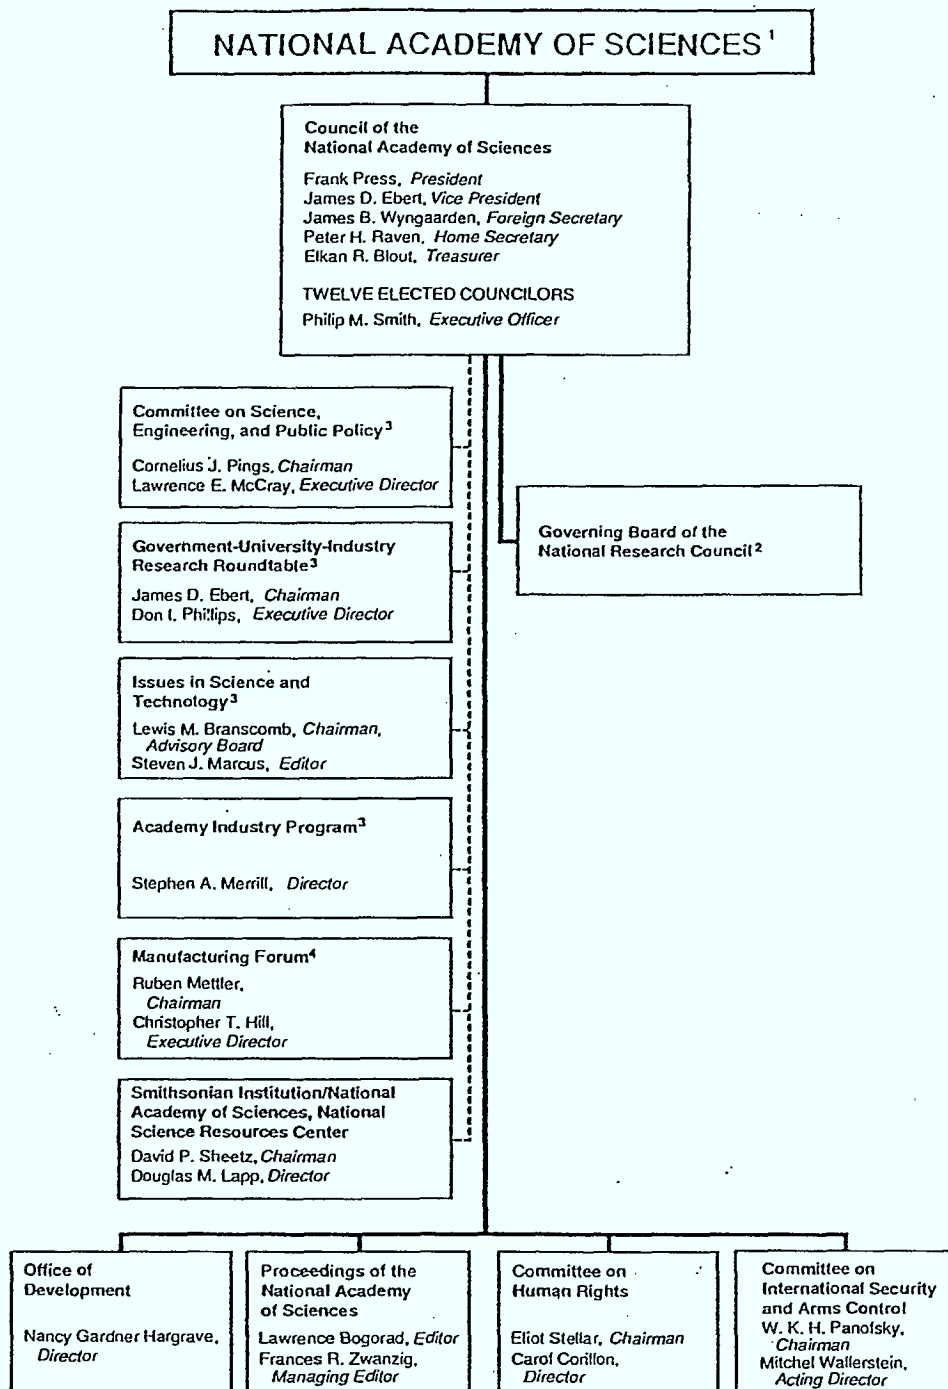 NATIONAL ACADEMY OF SCIENCES¹
Council of the
National Academy of Sciences
Frank Press, President
James D. Ebert, Vice President
James B. Wyngaarden, Foreign Secretary
Peter H. Raven, Home Secretary
Elkan R. Blout, Treasurer
TWELVE ELECTED COUNCILORS
Philip M. Smith, Executive Officer
Committee on Science,
Engineering, and Public Policy³
Cornelius J. Pings, Chairman
Lawrence E. McCray, Executive Director
Governing Board of the
National Research Council²
Government-University-Industry
Research Roundtable³
James D. Ebert, Chairman
Don I. Phillips, Executive Director
Issues in Science and
Technology³
Lewis M. Branscomb, Chairman,
Advisory Board
Steven J. Marcus, Editor
Academy Industry Program³
Stephen A. Merrill, Director
Manufacturing Forum⁴
Ruben Mettler,
Chairman
Christopher T. Hill,
Executive Director
Smithsonian Institution/National
Academy of Sciences, National
Science Resources Center
David P. Sheetz, Chairman
Douglas M. Lapp, Director
Office of
Development
Nancy Gardner Hargrave,
Director
Proceedings of the
National Academy
of Sciences
Lawrence Bogorad, Editor
Frances R. Zwanzig,
Managing Editor
Committee on
Human Rights
Eliot Stellar, Chairman
Carol Corillon,
Director
Committee on
International Security
and Arms Control
W. K. H. Panofsky,
Chairman
Mitchel Wallerstein,
Acting Director